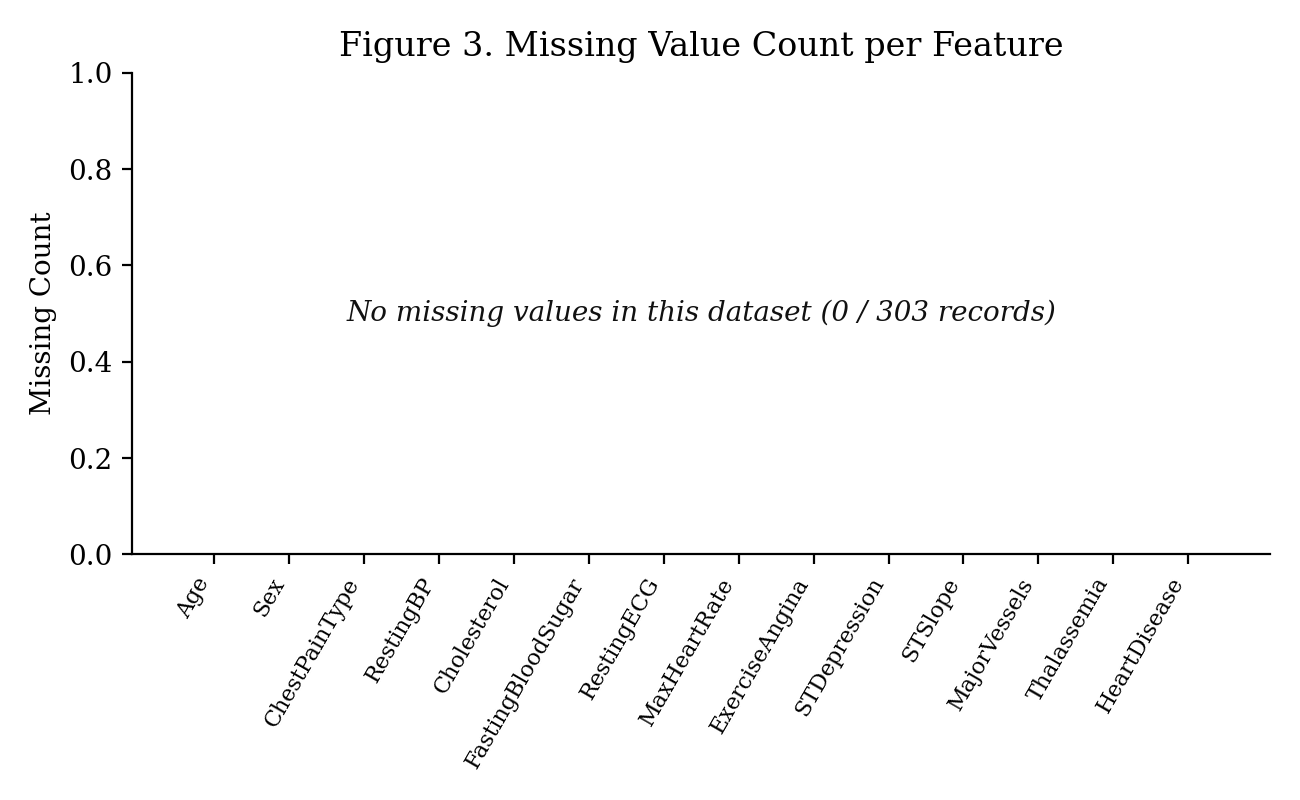 Figure 3. Missing Value Count per Feature
1.0
0.8
0.6
0.4
0.2
0.0
Missing Count
No missing values in this dataset (0 / 303 records)
Age
Sex
ChestPainType
RestingBP
Cholesterol
FastingBloodSugar
RestingECG
MaxHeartRate
ExerciseAngina
STDepression
STSlope
MajorVessels
Thalassemia
HeartDisease